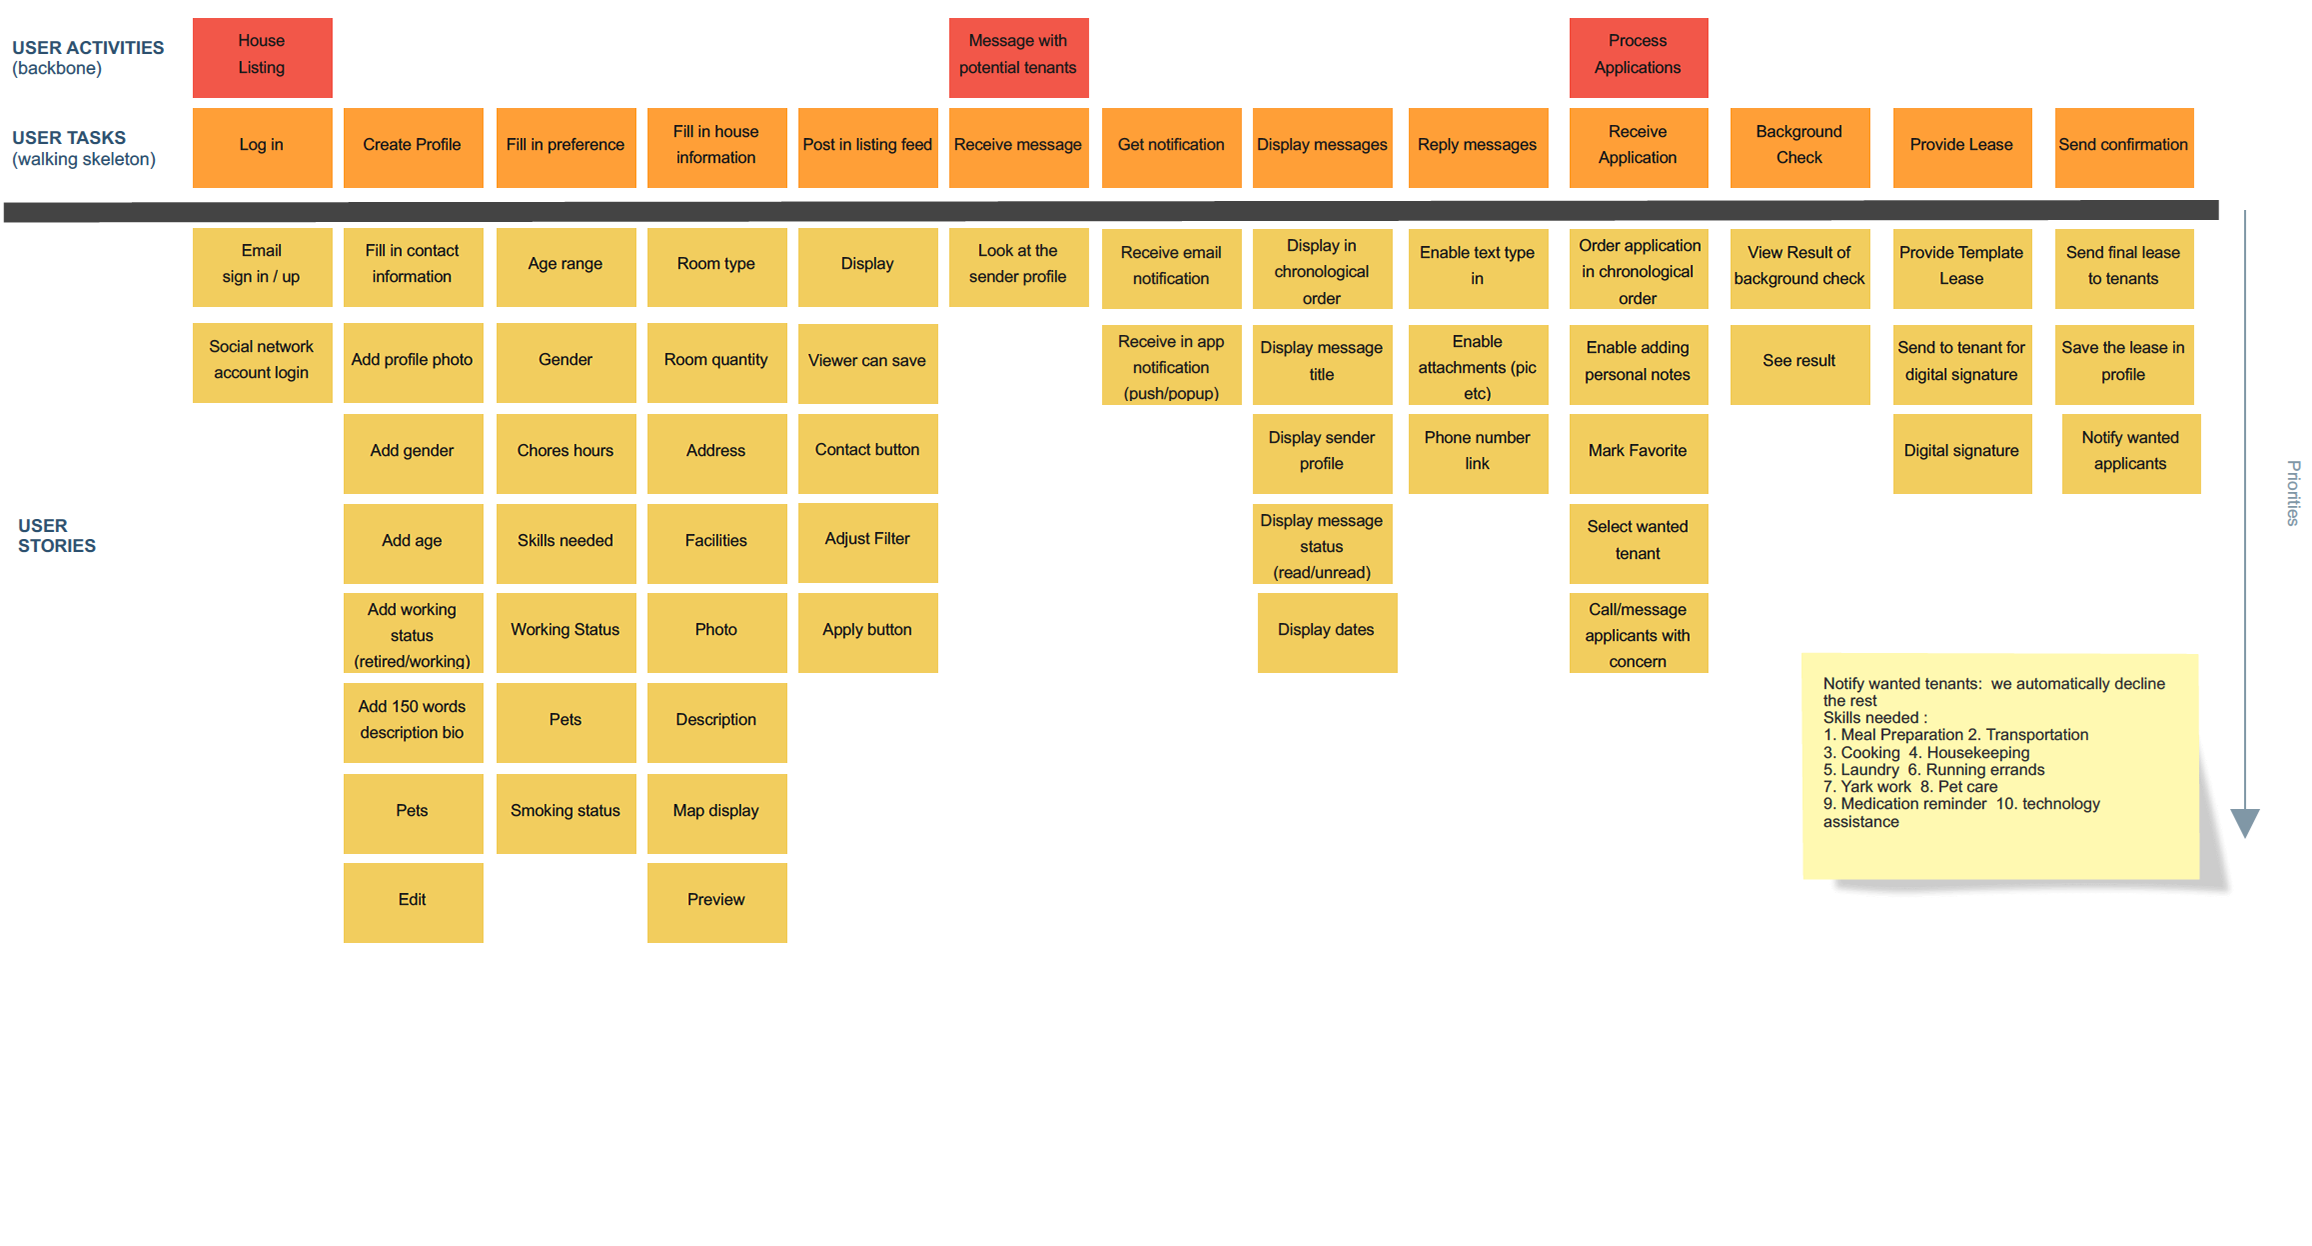 USER ACTIVITIES
(backbone)
House
Listing
Message with
potential tenants
Process
Applications
USER TASKS
(walking skeleton)
Log in
Create Profile
Fill in preference
Fill in house
information
Post in listing feed
Receive message
Get notification
Display messages
Reply messages
Receive
Application
Background
Check
Provide Lease
Send confirmation
Email
sign in / up
Fill in contact
information
Age range
Room type
Display
Look at the
sender profile
Receive email
notification
Display in
chronological
order
Enable text type
in
Order application
in chronological
order
View Result of
background check
Provide Template
Lease
Send final lease
to tenants
Social network
account login
Add profile photo
Gender
Room quantity
Viewer can save
Receive in app
notification
(push/popup)
Display message
title
Enable
attachments (pic
etc)
Enable adding
personal notes
See result
Send to tenant for
digital signature
Save the lease in
profile
Add gender
Chores hours
Address
Contact button
Display sender
profile
Phone number
link
Mark Favorite
Digital signature
Notify wanted
applicants
Priorities
USER
STORIES
Add age
Skills needed
Facilities
Adjust Filter
Display message
status
(read/unread)
Select wanted
tenant
Add working
status
(retired/working)
Working Status
Photo
Apply button
Display dates
Call/message
applicants with
concern
Add 150 words
description bio
Pets
Description
Pets
Smoking status
Map display
Edit
Preview
Notify wanted tenants:  we automatically decline
the rest
Skills needed :
1. Meal Preparation 2. Transportation
3. Cooking  4. Housekeeping
5. Laundry  6. Running errands
7. Yark work  8. Pet care
9. Medication reminder  10. technology
assistance